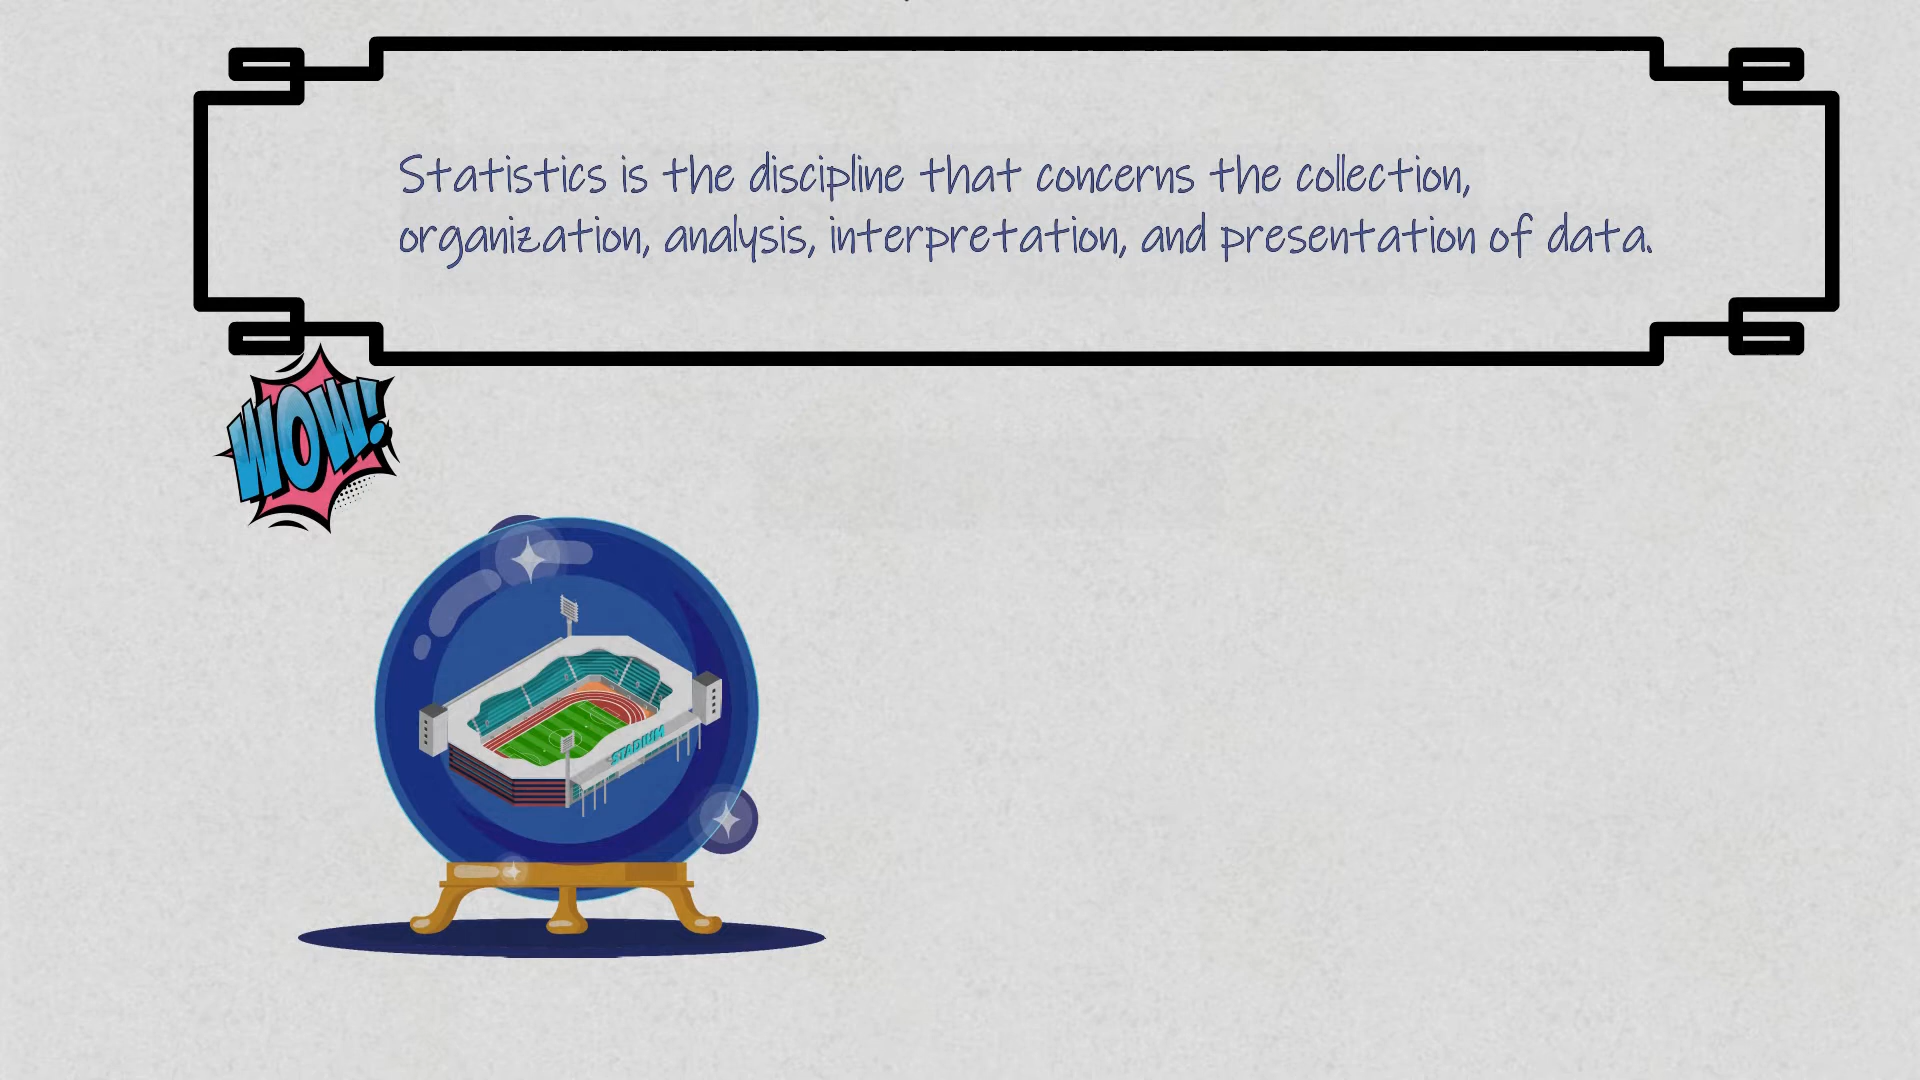 Statistics is the discipline that concerns the collection,
organization, analysis, interpretation, and presentation of data.
WOW!
STADIUM